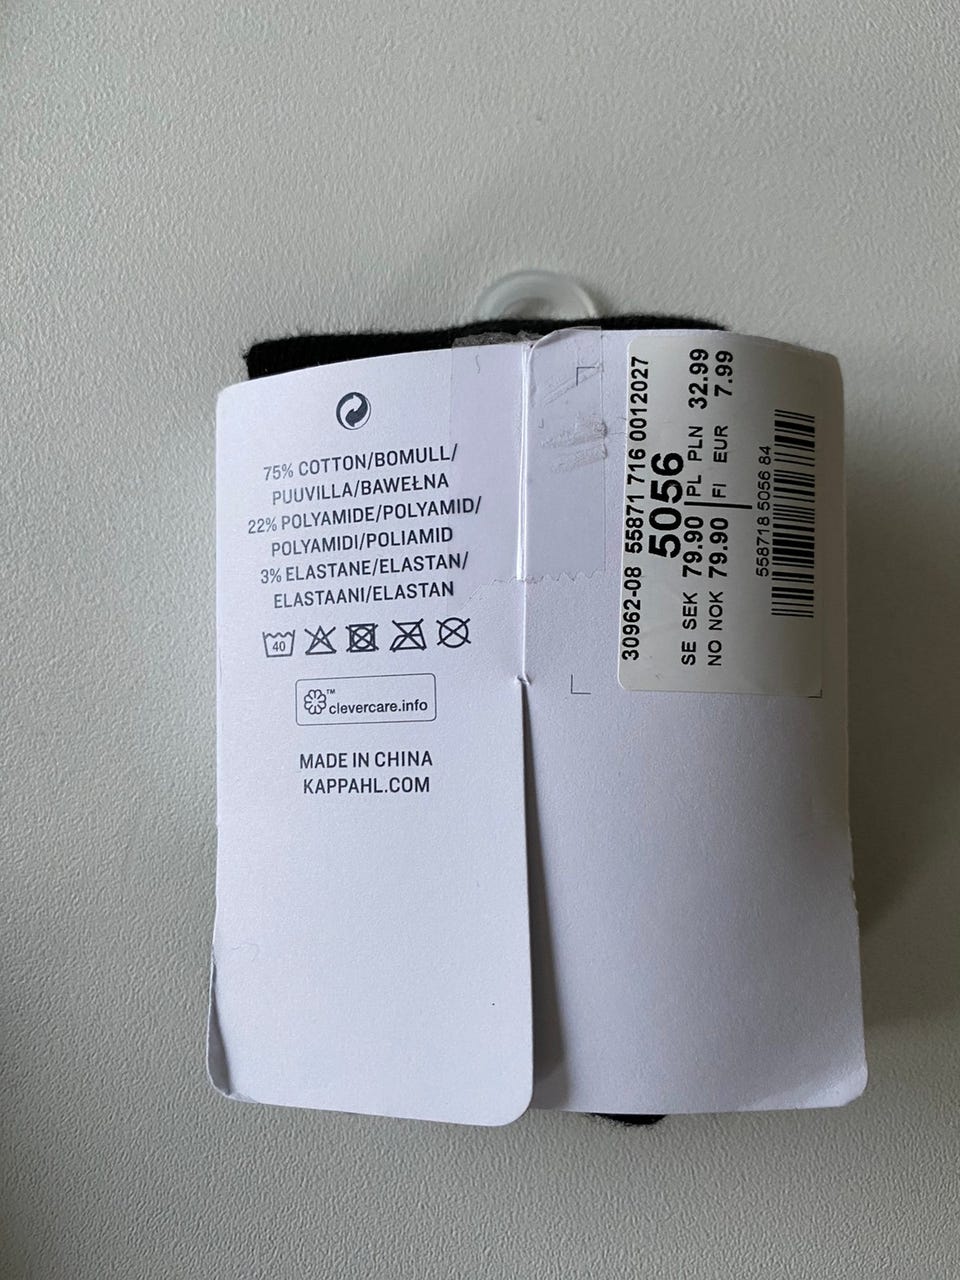 75% COTTON/BOMULL/
PUUVILLA/BAWEŁNA
22% POLYAMIDE/POLYAMID/
POLYAMIDI/POLIAMID
3% ELASTANE/ELASTAN/
ELASTAANI/ELASTAN
40
™
clevercare.info
MADE IN CHINA
KAPPAHL.COM
30962-08 55871 716 0012027
5056
SE SEK 79.90 PL PLN 32.99
NO NOK 79.90 FI EUR 7.99
558718 5056 84